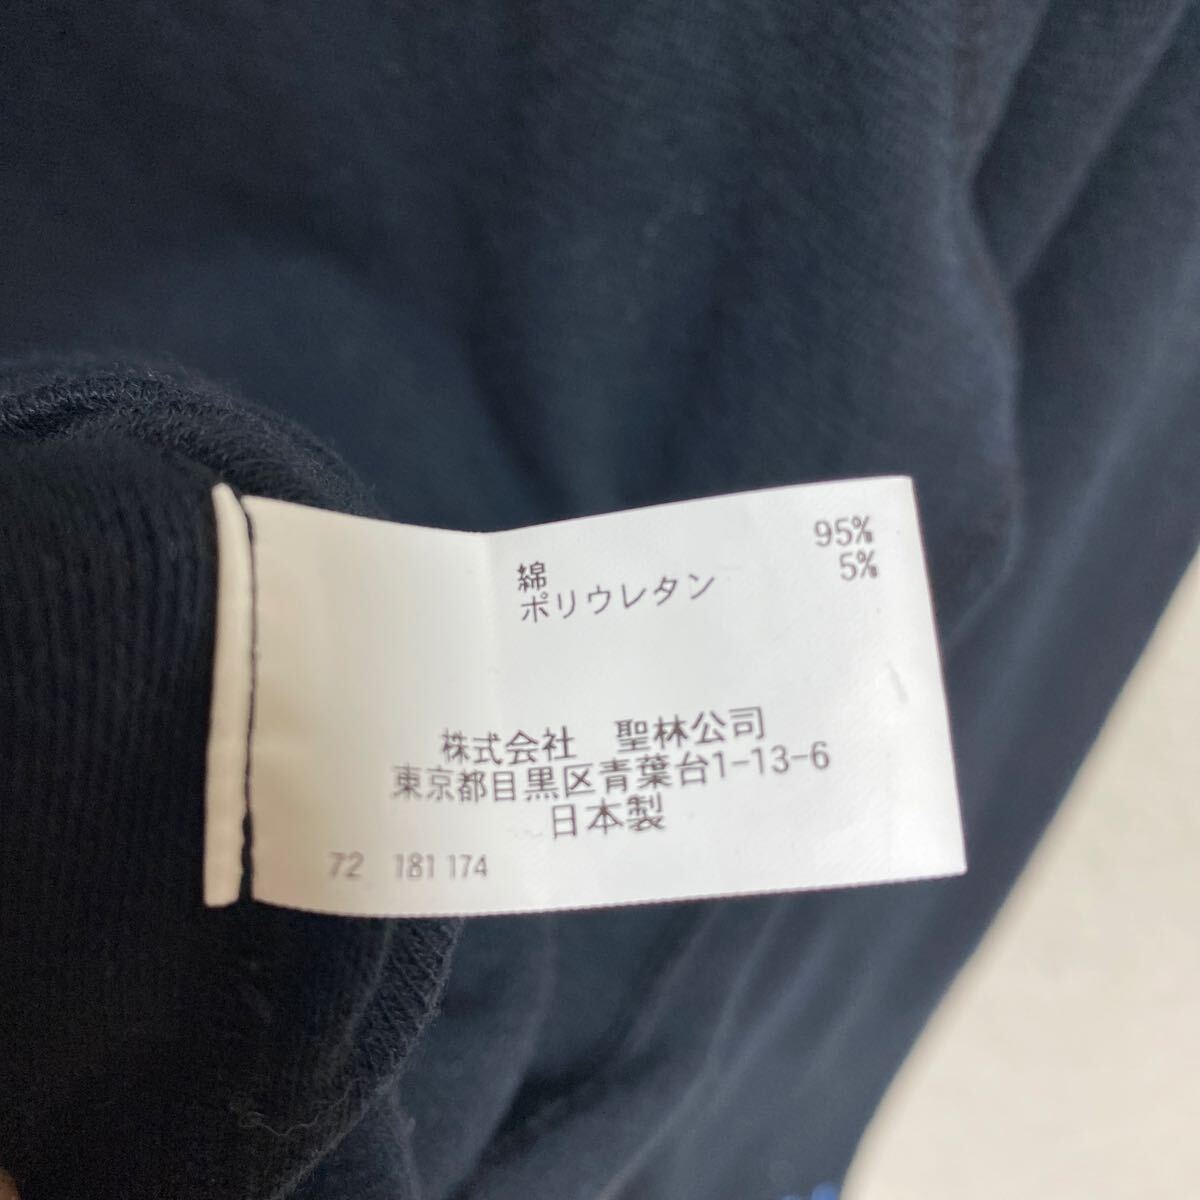 綿 95%
ポリウレタン 5%
株式会社 聖林公司
東京都目黒区青葉台1-13-6
日本製
72 181 174